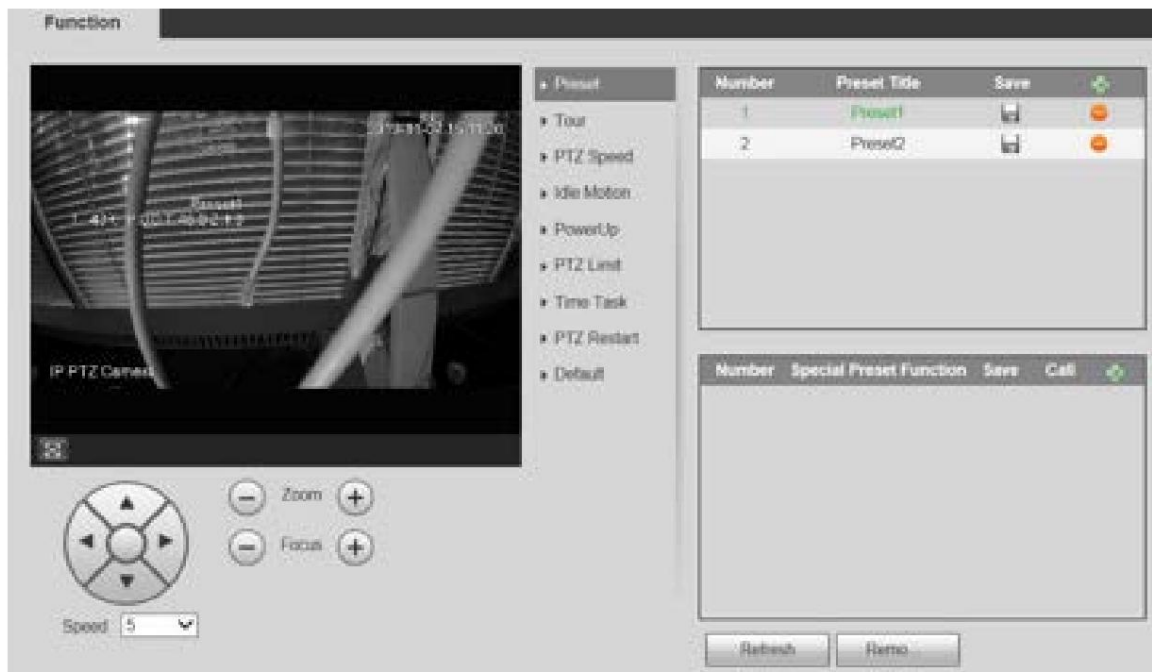 Function
Preset
Tour
PTZ Speed
Idle Motion
PowerUp
PTZ Limit
Time Task
PTZ Restart
Default
IP PTZ Camera
Zoom
Focus
Speed 5
Number Preset Title Save
1 Preset1
2 Preset2
Number Special Preset Function Save Call
Refresh Remo...